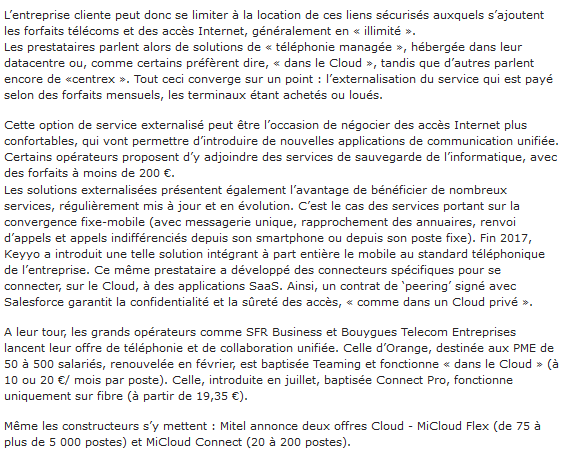 L’entreprise cliente peut donc se limiter à la location de ces liens sécurisés auxquels s’ajoutent
les forfaits télécoms et des accès Internet, généralement en « illimité ».
Les prestataires parlent alors de solutions de « téléphonie managée », hébergée dans leur
datacentre ou, comme certains préfèrent dire, « dans le Cloud », tandis que d’autres parlent
encore de «centrex ». Tout ceci converge sur un point : l’externalisation du service qui est payé
selon des forfaits mensuels, les terminaux étant achetés ou loués.
Cette option de service externalisé peut être l’occasion de négocier des accès Internet plus
confortables, qui vont permettre d’introduire de nouvelles applications de communication unifiée.
Certains opérateurs proposent d’y adjoindre des services de sauvegarde de l’informatique, avec
des forfaits à moins de 200 €.
Les solutions externalisées présentent également l’avantage de bénéficier de nombreux
services, régulièrement mis à jour et en évolution. C’est le cas des services portant sur la
convergence fixe-mobile (avec messagerie unique, rapprochement des annuaires, renvoi
d’appels et appels indifférenciés depuis son smartphone ou depuis son poste fixe). Fin 2017,
Keyyo a introduit une telle solution intégrant à part entière le mobile au standard téléphonique
de l’entreprise. Ce même prestataire a développé des connecteurs spécifiques pour se
connecter, sur le Cloud, à des applications SaaS. Ainsi, un contrat de ‘peering’ signé avec
Salesforce garantit la confidentialité et la sûreté des accès, « comme dans un Cloud privé ».
A leur tour, les grands opérateurs comme SFR Business et Bouygues Telecom Entreprises
lancent leur offre de téléphonie et de collaboration unifiée. Celle d’Orange, destinée aux PME de
50 à 500 salariés, renouvelée en février, est baptisée Teaming et fonctionne « dans le Cloud » (à
10 ou 20 €/ mois par poste). Celle, introduite en juillet, baptisée Connect Pro, fonctionne
uniquement sur fibre (à partir de 19,35 €).
Même les constructeurs s’y mettent : Mitel annonce deux offres Cloud - MiCloud Flex (de 75 à
plus de 5 000 postes) et MiCloud Connect (20 à 200 postes).